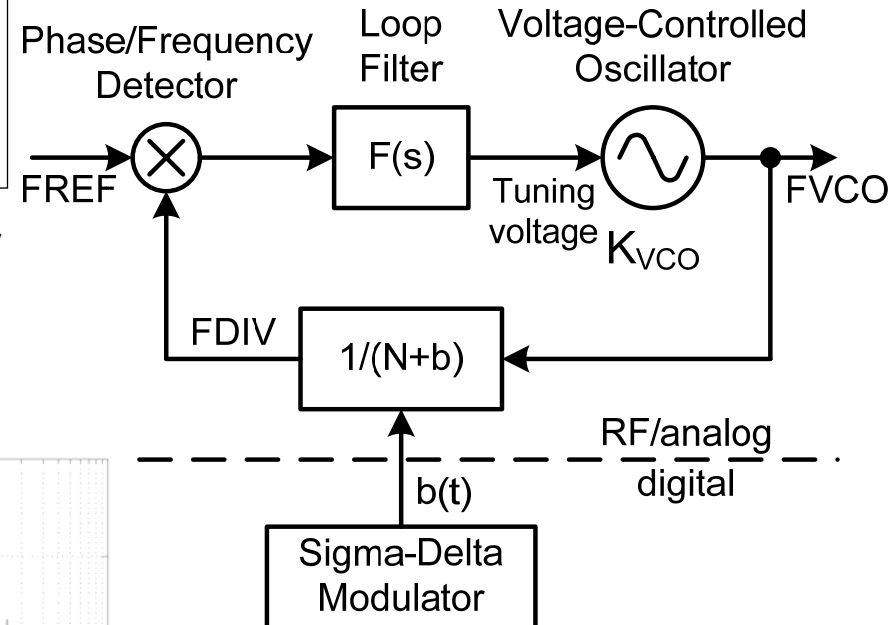 Phase/Frequency
Detector
Loop
Filter
Voltage-Controlled
Oscillator
FREF
F(s)
Tuning
voltage
KVCO
FVCO
FDIV
1/(N+b)
RF/analog
digital
b(t)
Sigma-Delta
Modulator